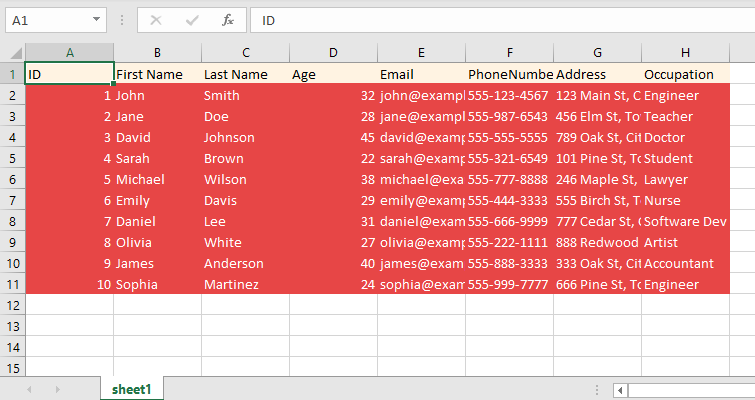 A1 fx ID
A B C D E F G H
1 ID First Name Last Name Age Email PhoneNumbe Address Occupation
2 1 John Smith 32 john@exampl 555-123-4567 123 Main St, C Engineer
3 2 Jane Doe 28 jane@examp 555-987-6543 456 Elm St, To Teacher
4 3 David Johnson 45 david@examp 555-555-5555 789 Oak St, Cit Doctor
5 4 Sarah Brown 22 sarah@examp 555-321-6549 101 Pine St, To Student
6 5 Michael Wilson 38 michael@exa 555-777-8888 246 Maple St, Lawyer
7 6 Emily Davis 29 emily@examp 555-444-3333 555 Birch St, T Nurse
8 7 Daniel Lee 31 daniel@exam 555-666-9999 777 Cedar St, C Software Dev
9 8 Olivia White 27 olivia@examp 555-222-1111 888 Redwood Artist
10 9 James Anderson 40 james@exam 555-888-3333 333 Oak St, Cit Accountant
11 10 Sophia Martinez 24 sophia@exam 555-999-7777 666 Pine St, To Engineer
12
13
14
15
sheet1